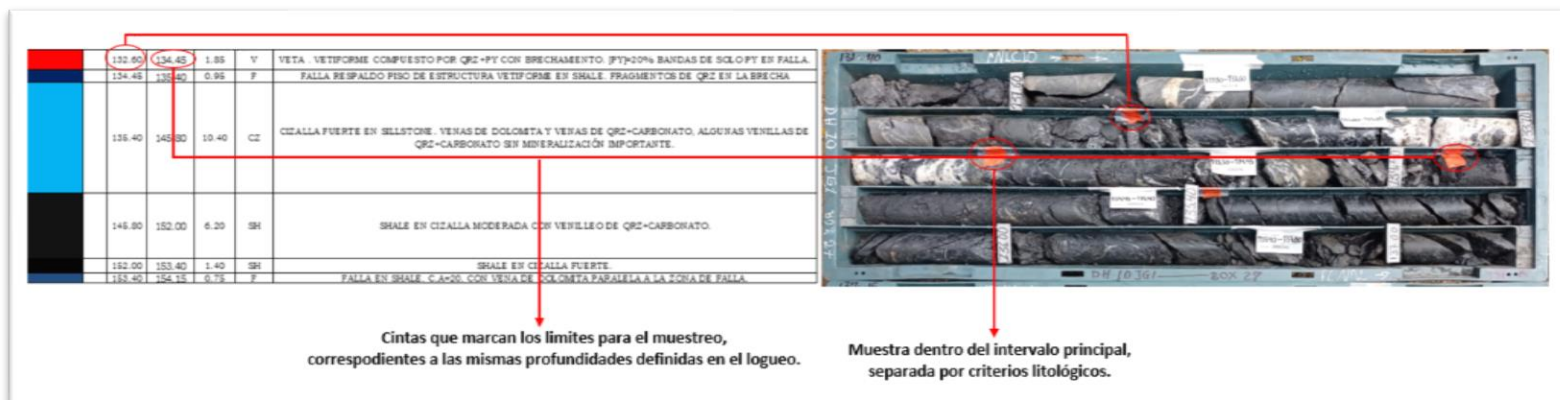 132.60 134.45 1.85 V VETA . VETIFORME COMPUESTO POR QRZ+PY CON BRECHAMIENTO. [PY]=20% BANDAS DE SOLO PY EN FALLA.
134.45 135.40 0.95 F FALLA RESPALDO PISO DE ESTRUCTURA VETIFORME EN SHALE. FRAGMENTOS DE QRZ EN LA BRECHA
135.40 145.80 10.40 CZ CIZALLA FUERTE EN SILLSTONE. VENAS DE DOLOMITA Y VENAS DE QRZ+CARBONATO, ALGUNAS VENILLAS DE
QRZ+CARBONATO SIN MINERALIZACIÓN IMPORTANTE.
145.80 152.00 6.20 SH SHALE EN CIZALLA MODERADA CON VENILLEO DE QRZ+CARBONATO.
152.00 153.40 1.40 SH SHALE EN CIZALLA FUERTE.
153.40 154.15 0.75 F FALLA EN SHALE. C.A=20. CON VENA DE DOLOMITA PARALELA A LA ZONA DE FALLA.
Cintas que marcan los limites para el muestreo,
correspodientes a las mismas profundidades definidas en el logueo.
Muestra dentro del intervalo principal,
separada por criterios litológicos.